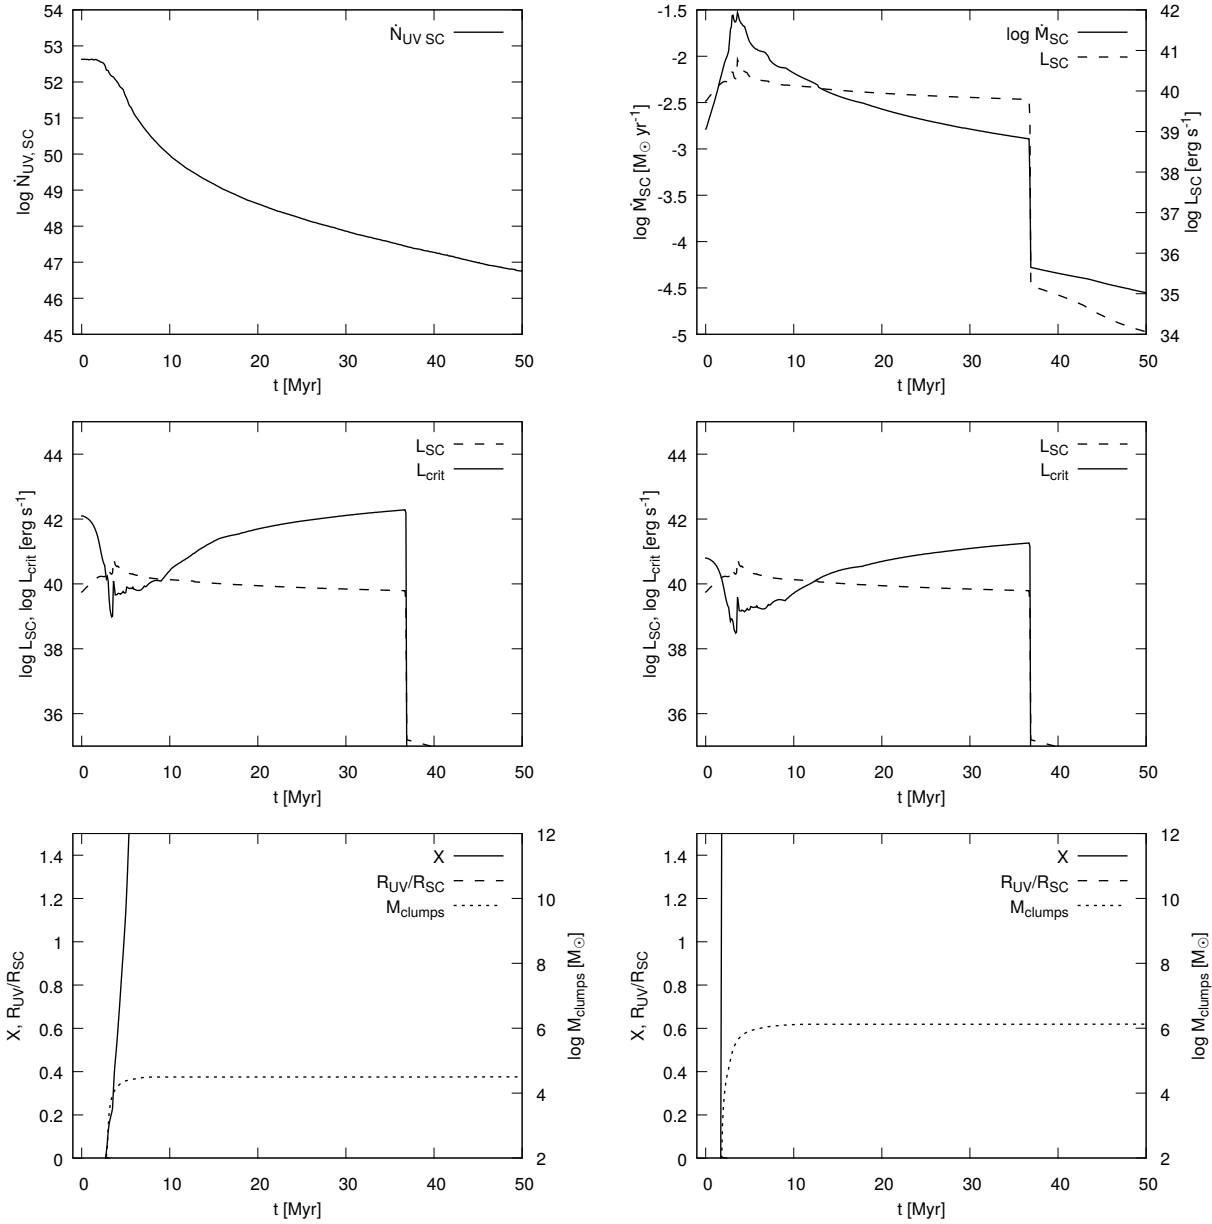 54
53
52
51
50
49
48
47
46
45
0 10 20 30 40 50
t [Myr]
log Ṅ_UV, SC
Ṅ_UV SC
-1.5
-2
-2.5
-3
-3.5
-4
-4.5
-5
42
41
40
39
38
37
36
35
34
0 10 20 30 40 50
t [Myr]
log Ṁ_SC [M_⊙ yr⁻¹]
log L_SC [erg s⁻¹]
log Ṁ_SC
L_SC
44
42
40
38
36
0 10 20 30 40 50
t [Myr]
log L_SC, log L_crit [erg s⁻¹]
L_SC
L_crit
44
42
40
38
36
0 10 20 30 40 50
t [Myr]
log L_SC, log L_crit [erg s⁻¹]
L_SC
L_crit
1.4
1.2
1
0.8
0.6
0.4
0.2
0
12
10
8
6
4
2
0 10 20 30 40 50
t [Myr]
X, R_UV/R_SC
log M_clumps [M_⊙]
X
R_UV/R_SC
M_clumps
1.4
1.2
1
0.8
0.6
0.4
0.2
0
12
10
8
6
4
2
0 10 20 30 40 50
t [Myr]
X, R_UV/R_SC
log M_clumps [M_⊙]
X
R_UV/R_SC
M_clumps